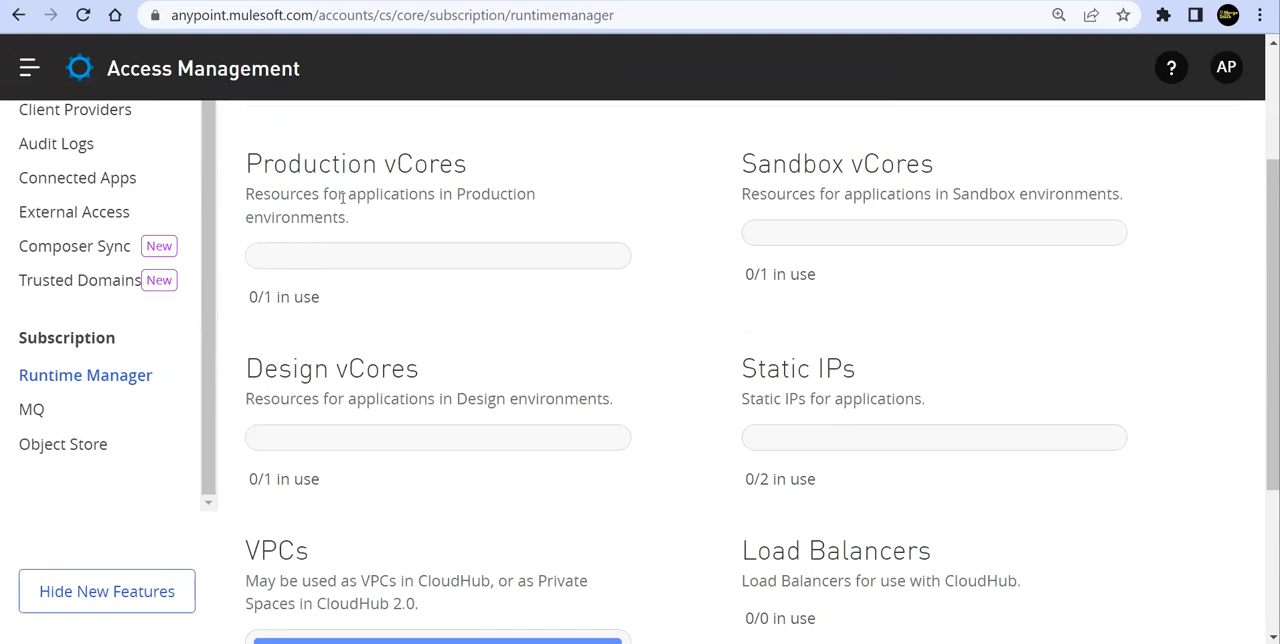 anypoint.mulesoft.com/accounts/cs/core/subscription/runtimemanager
Access Management
?
AP
Client Providers
Audit Logs
Connected Apps
External Access
Composer Sync New
Trusted Domains New
Subscription
Runtime Manager
MQ
Object Store
Hide New Features
Production vCores
Resources for applications in Production
environments.
0/1 in use
Sandbox vCores
Resources for applications in Sandbox environments.
0/1 in use
Design vCores
Resources for applications in Design environments.
0/1 in use
Static IPs
Static IPs for applications.
0/2 in use
VPCs
May be used as VPCs in CloudHub, or as Private
Spaces in CloudHub 2.0.
Load Balancers
Load Balancers for use with CloudHub.
0/0 in use